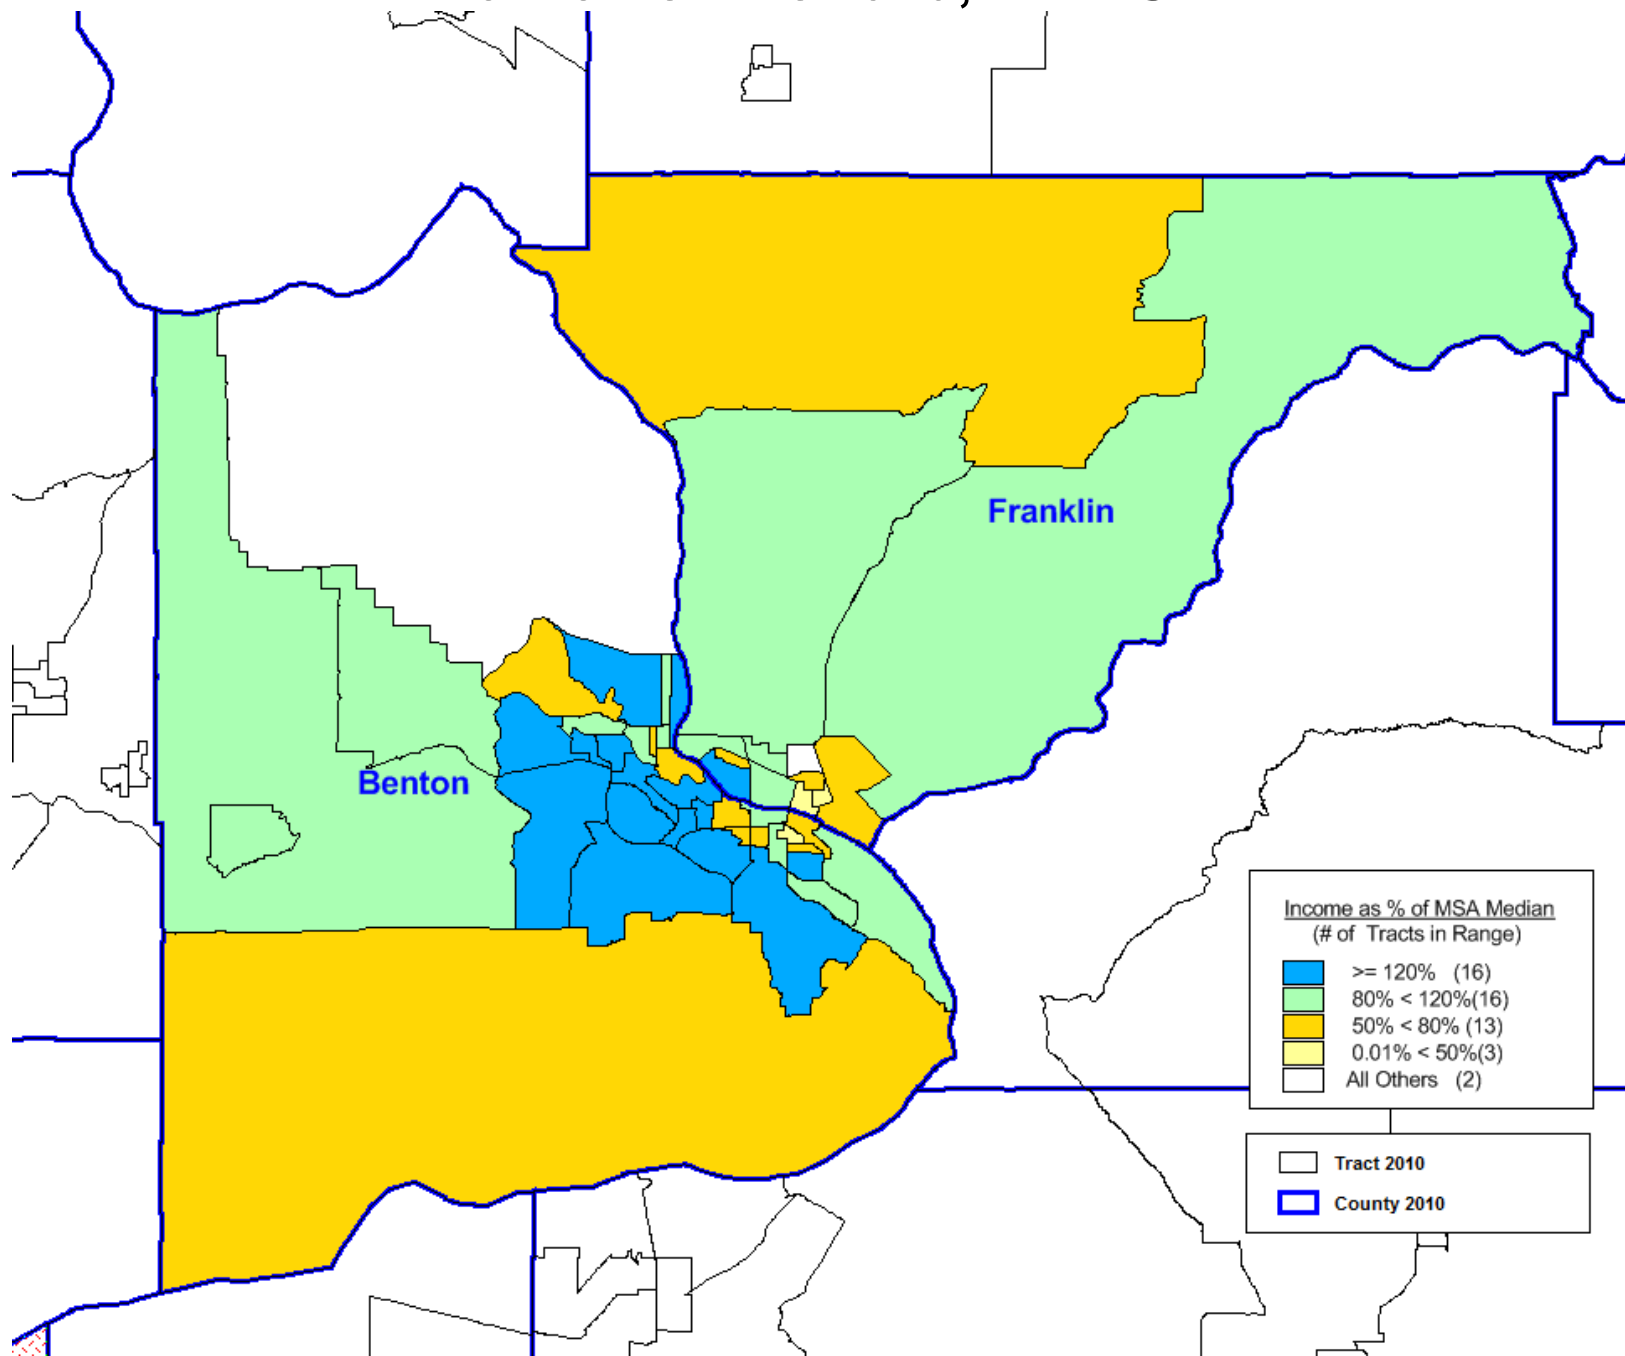 Franklin
Benton
Income as % of MSA Median
(# of Tracts in Range)
>= 120% (16)
80% < 120%(16)
50% < 80% (13)
0.01% < 50%(3)
All Others (2)
Tract 2010
County 2010